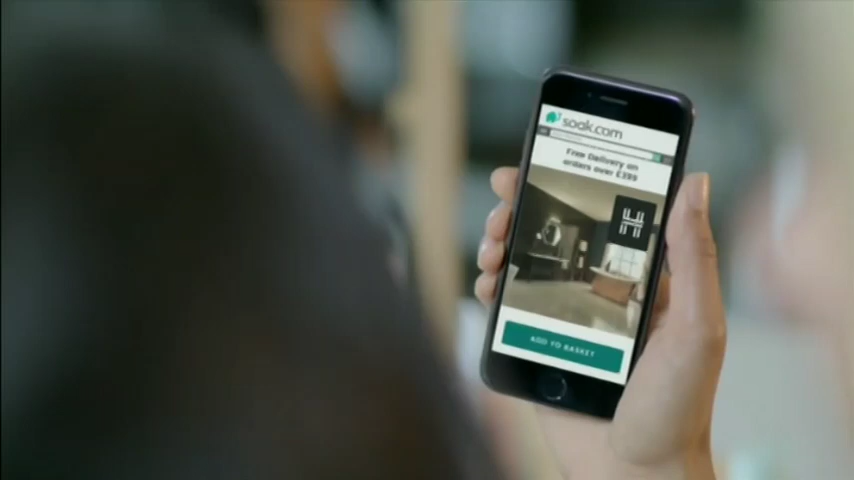 soak.com
Free Delivery on
orders over £399
H
ADD TO BASKET